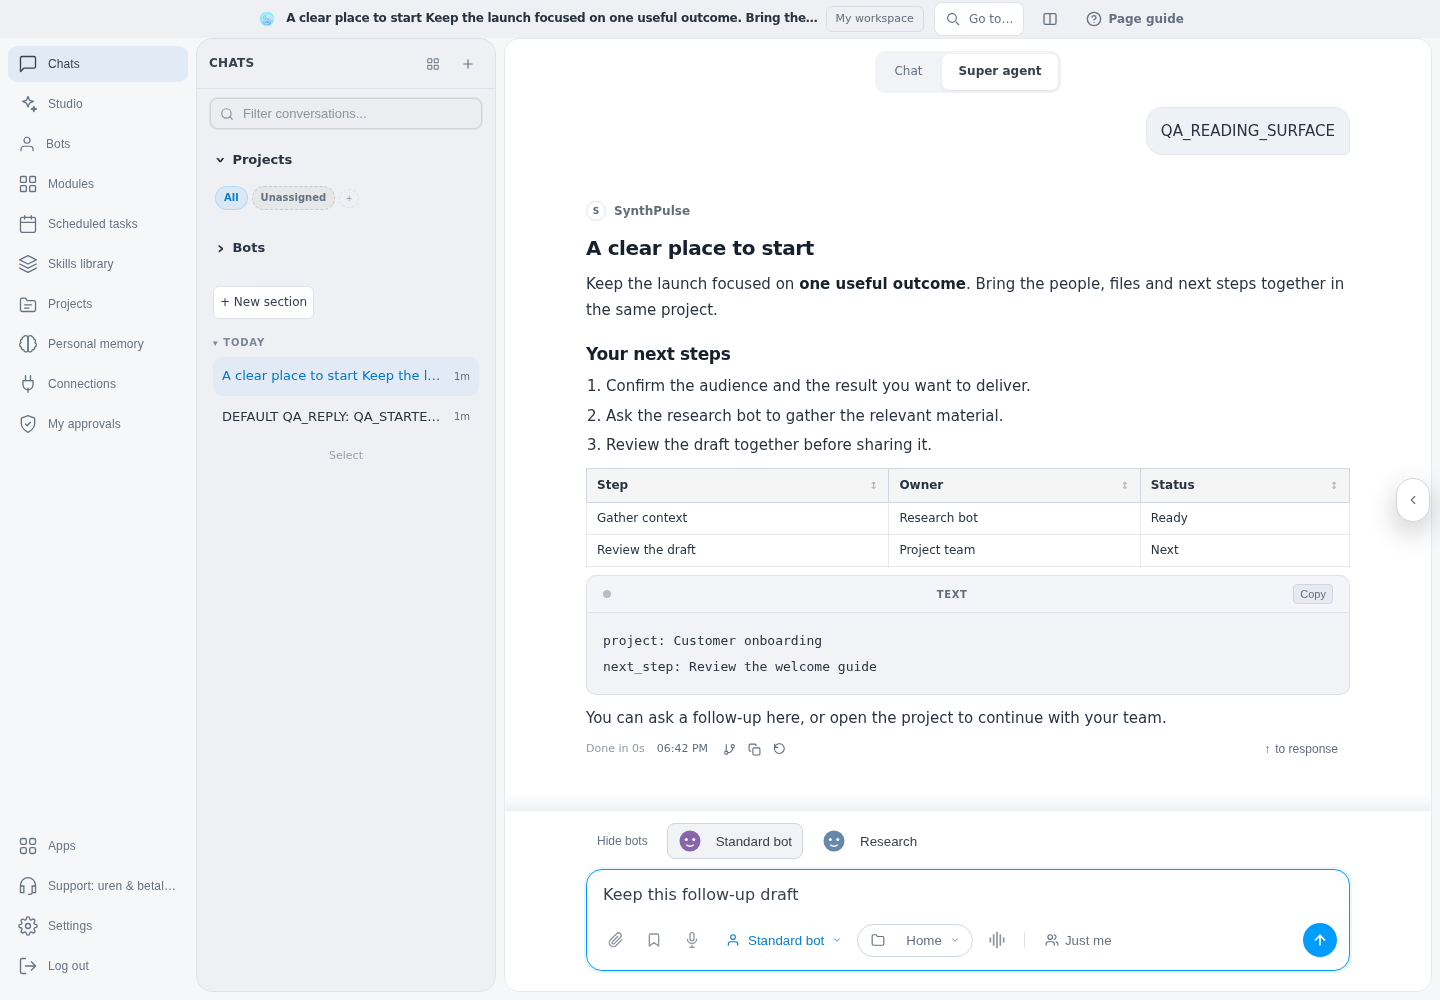 A clear place to start Keep the launch focused on one useful outcome. Bring the...
My workspace
Go to...
Page guide
Chats
Studio
Bots
Modules
Scheduled tasks
Skills library
Projects
Personal memory
Connections
My approvals
Apps
Support: uren & betal...
Settings
Log out
CHATS
Filter conversations...
Projects
All
Unassigned
+
Bots
+ New section
TODAY
A clear place to start Keep the l... 1m
DEFAULT QA_REPLY: QA_STARTE... 1m
Select
Chat
Super agent
QA_READING_SURFACE
S SynthPulse
A clear place to start
Keep the launch focused on one useful outcome. Bring the people, files and next steps together in
the same project.
Your next steps
1. Confirm the audience and the result you want to deliver.
2. Ask the research bot to gather the relevant material.
3. Review the draft together before sharing it.
Step Owner Status
Gather context Research bot Ready
Review the draft Project team Next
TEXT Copy
project: Customer onboarding
next_step: Review the welcome guide
You can ask a follow-up here, or open the project to continue with your team.
Done in 0s 06:42 PM ↑ to response
Hide bots Standard bot Research
Keep this follow-up draft
Standard bot Home Just me